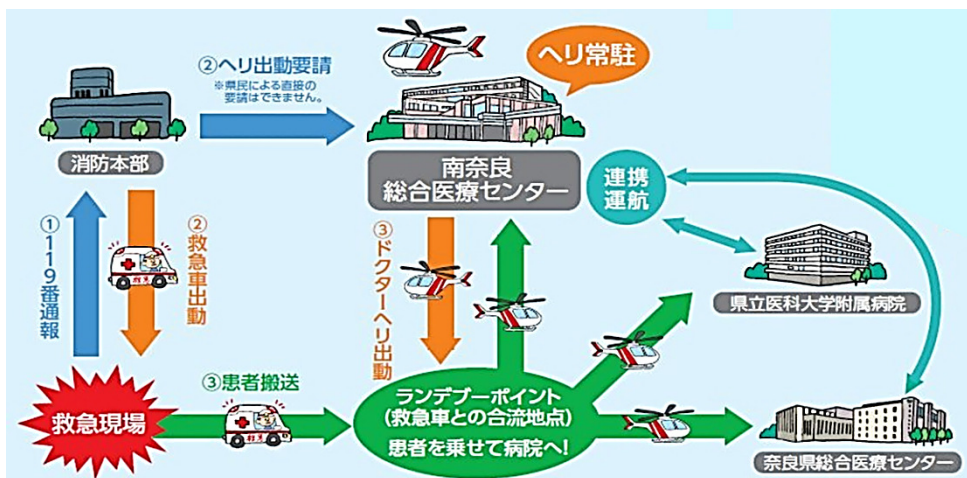 ②ヘリ出動要請
※県民による直接の
要請はできません。
ヘリ常駐
消防本部
南奈良
総合医療センター
連携
運航
①119番通報
②救急車出動
③ドクターヘリ出動
県立医科大学附属病院
救急現場
③患者搬送
ランデブーポイント
(救急車との合流地点)
患者を乗せて病院へ!
奈良県総合医療センター